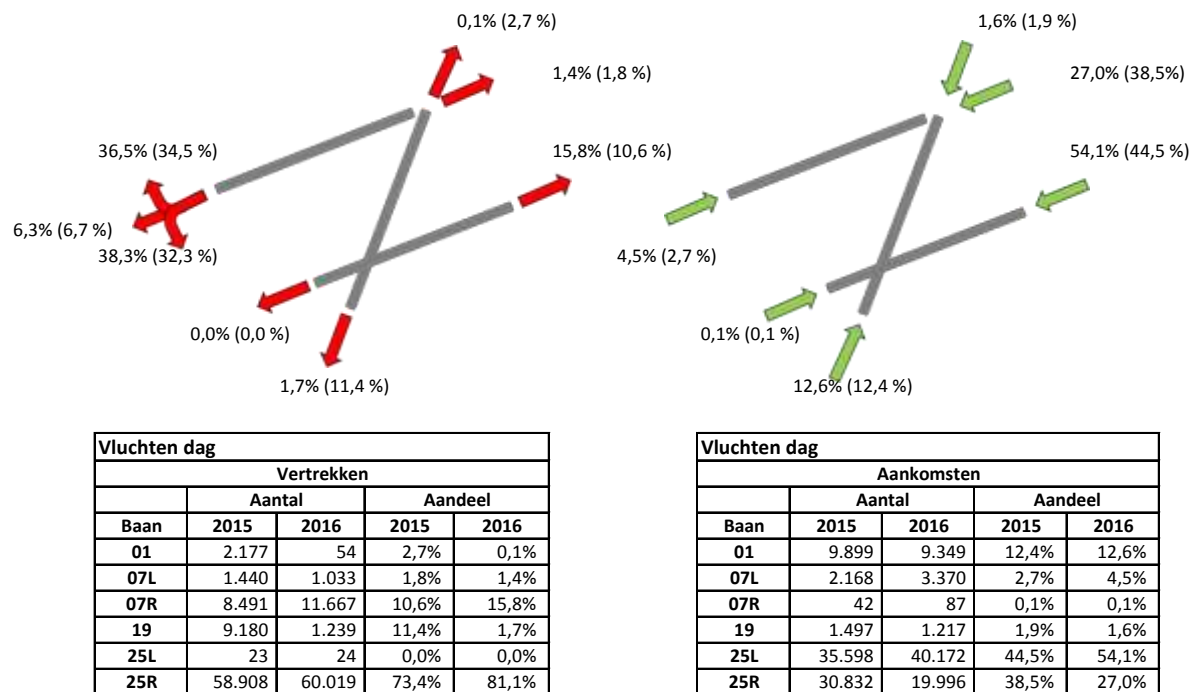 0,1% (2,7 %)
1,4% (1,8 %)
36,5% (34,5 %)
15,8% (10,6 %)
6,3% (6,7 %)
38,3% (32,3 %)
0,0% (0,0 %)
1,7% (11,4 %)
1,6% (1,9 %)
27,0% (38,5%)
54,1% (44,5 %)
4,5% (2,7 %)
0,1% (0,1 %)
12,6% (12,4 %)
Vluchten dag
Vertrekken
Aantal Aandeel
Baan 2015 2016 2015 2016
01 2.177 54 2,7% 0,1%
07L 1.440 1.033 1,8% 1,4%
07R 8.491 11.667 10,6% 15,8%
19 9.180 1.239 11,4% 1,7%
25L 23 24 0,0% 0,0%
25R 58.908 60.019 73,4% 81,1%
Vluchten dag
Aankomsten
Aantal Aandeel
Baan 2015 2016 2015 2016
01 9.899 9.349 12,4% 12,6%
07L 2.168 3.370 2,7% 4,5%
07R 42 87 0,1% 0,1%
19 1.497 1.217 1,9% 1,6%
25L 35.598 40.172 44,5% 54,1%
25R 30.832 19.996 38,5% 27,0%